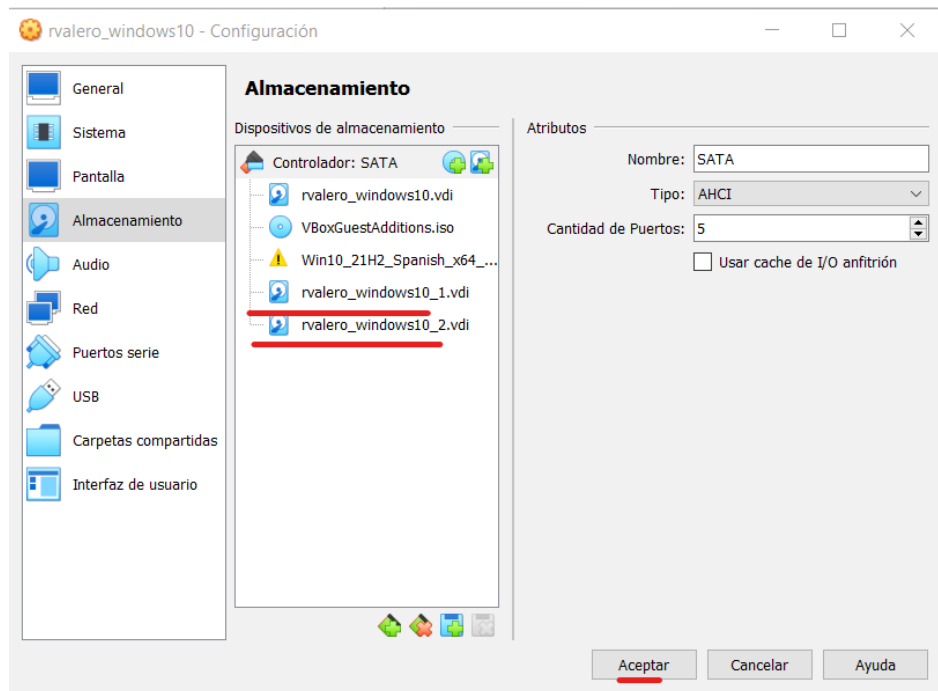 rvalero_windows10 - Configuración
General
Sistema
Pantalla
Almacenamiento
Audio
Red
Puertos serie
USB
Carpetas compartidas
Interfaz de usuario
Almacenamiento
Dispositivos de almacenamiento
Controlador: SATA
rvalero_windows10.vdi
VBoxGuestAdditions.iso
Win10_21H2_Spanish_x64_...
rvalero_windows10_1.vdi
rvalero_windows10_2.vdi
Atributos
Nombre: SATA
Tipo: AHCI
Cantidad de Puertos: 5
Usar cache de I/O anfitrión
Aceptar
Cancelar
Ayuda